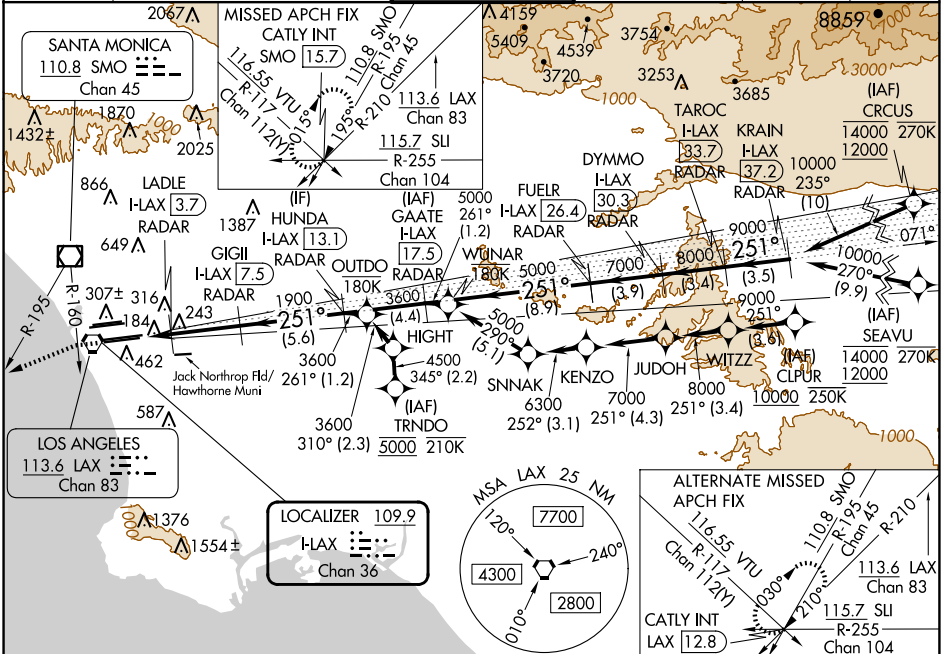 2067
MISSED APCH FIX
CATLY INT
SMO 15.7
110.8 SMO
R-195
Chan 45
R-210
116.55 VTU
R-117
Chan 112(Y)
015°
195°
113.6 LAX
Chan 83
115.7 SLI
R-255
Chan 104
SANTA MONICA
110.8 SMO
Chan 45
4159
5409
4539
3754
3720
3253
3685
8859
7000
3000
1000
1000
1432±
1870
2025
1000
866
649
1387
307±
316
184
243
462
587
1376
1554±
LADLE
I-LAX 3.7
RADAR
GIGII
I-LAX 7.5
RADAR
(IF)
HUNDA
I-LAX 13.1
RADAR
OUTDO
180K
(IAF)
GAATE
I-LAX
17.5
RADAR
5000
261°
(1.2)
WUNAR
180K
FUELR
I-LAX 26.4
RADAR
DYMMO
I-LAX
30.3
RADAR
TAROC
I-LAX
33.7
RADAR
KRAIN
I-LAX
37.2
RADAR
10000
235°
(10)
(IAF)
CRCUS
14000 270K
12000
071°
10000
270°
(9.9)
(IAF)
SEAVU
14000 270K
12000
1900
251°
(5.6)
3600
(4.4)
5000
251°
(8.9)
7000
(3.9)
8000
(3.4)
9000
251°
(3.5)
HIGHT
5000
290°
(5.1)
3600
261° (1.2)
4500
345° (2.2)
3600
310° (2.3)
(IAF)
TRNDO
5000 210K
SNNAK
KENZO
JUDOH
WITZZ
6300
252° (3.1)
7000
251° (4.3)
8000
251° (3.4)
9000
251°
(3.6)
(IAF)
CLPUR
10000 250K
R-195
R-160
Jack Northrop Fld/
Hawthorne Muni
LOS ANGELES
113.6 LAX
Chan 83
LOCALIZER 109.9
I-LAX
Chan 36
MSA LAX 25 NM
120°
240°
010°
7700
4300
2800
1000
ALTERNATE MISSED
APCH FIX
116.55 VTU
R-117
Chan 112(Y)
110.8 SMO
R-195
Chan 45
R-210
030°
210°
113.6 LAX
Chan 83
115.7 SLI
R-255
Chan 104
CATLY INT
LAX 12.8